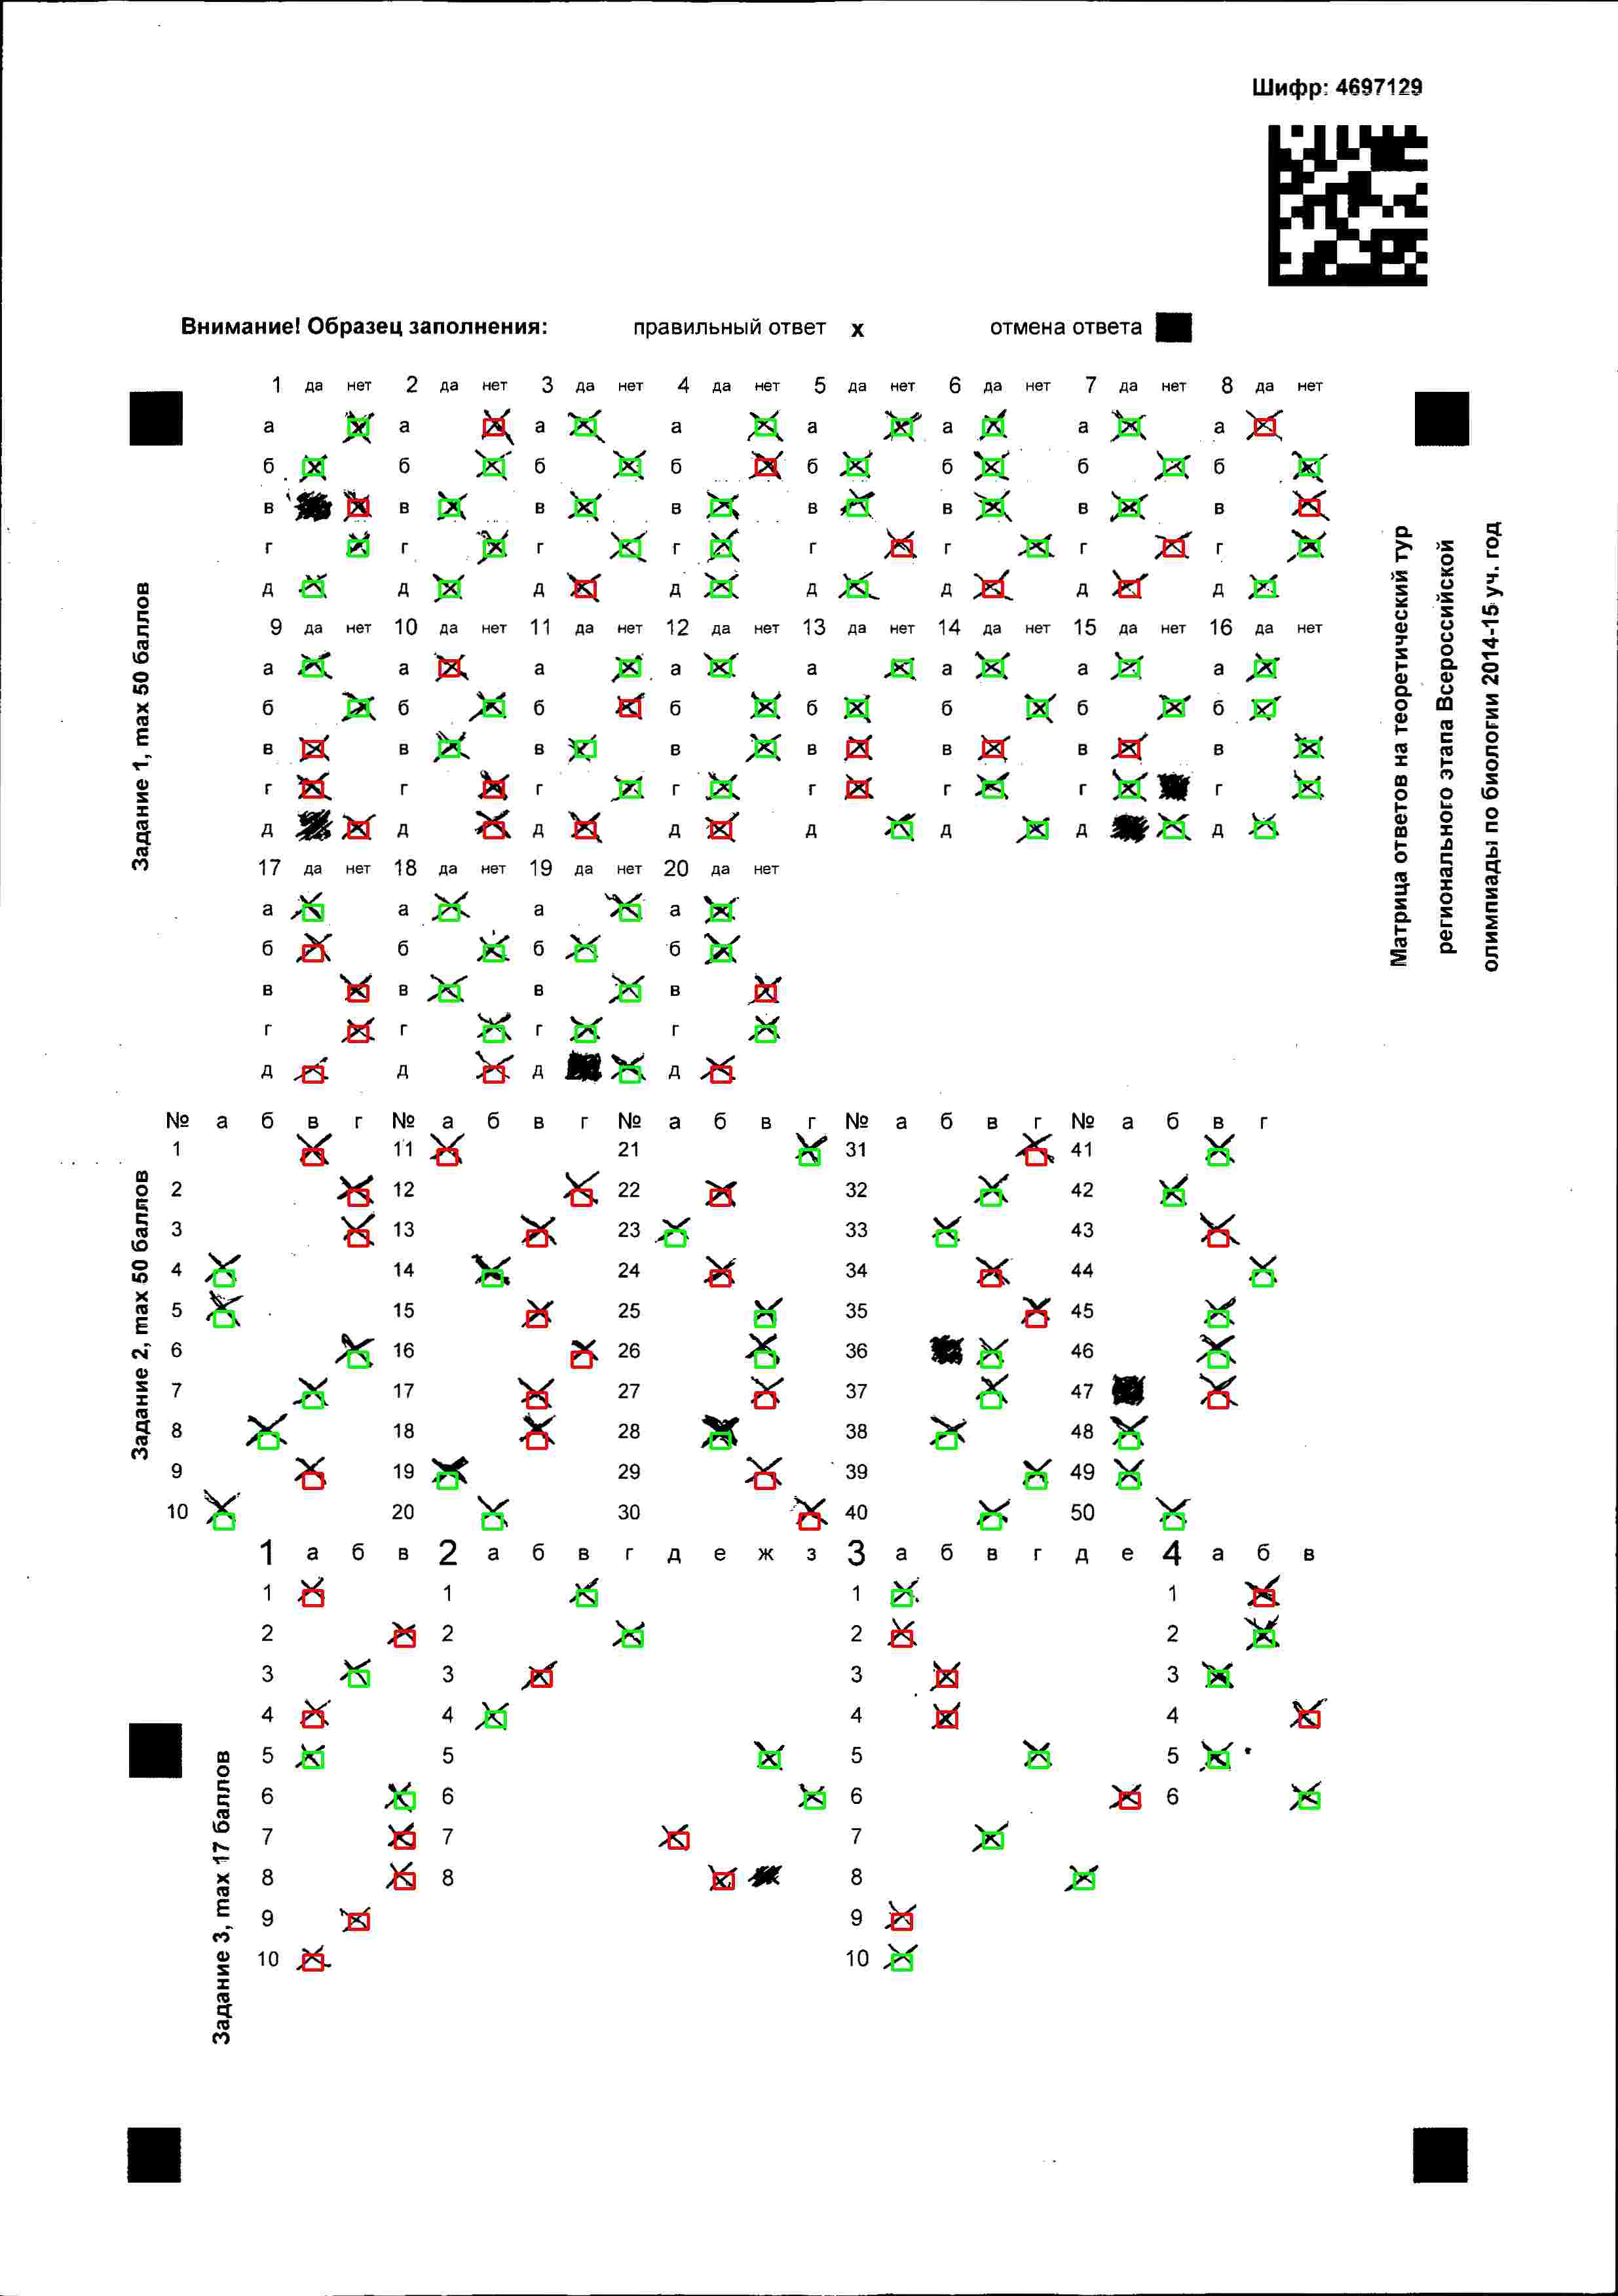 Шифр: 4697129
Внимание! Образец заполнения: правильный ответ x отмена ответа
1 да нет 2 да нет 3 да нет 4 да нет 5 да нет 6 да нет 7 да нет 8 да нет
а а а а а а а а
б б б б б б б б
в в в в в в в в
г г г г г г г г
д д д д д д д д
9 да нет 10 да нет 11 да нет 12 да нет 13 да нет 14 да нет 15 да нет 16 да нет
а а а а а а а а
б б б б б б б б
в в в в в в в в
г г г г г г г г
д д д д д д д д
17 да нет 18 да нет 19 да нет 20 да нет
а а а а
б б б б
в в в в
г г г г
д д д д
№ а б в г № а б в г № а б в г № а б в г № а б в г
1 11 21 31 41
2 12 22 32 42
3 13 23 33 43
4 14 24 34 44
5 15 25 35 45
6 16 26 36 46
7 17 27 37 47
8 18 28 38 48
9 19 29 39 49
10 20 30 40 50
1 а б в 2 а б в г д е ж з 3 а б в г д е 4 а б в
1 1 1 1
2 2 2 2
3 3 3 3
4 4 4 4
5 5 5 5
6 6 6 6
7 7 7
8 8 8
9 9
10 10
Задание 1, max 50 баллов
Задание 2, max 50 баллов
Задание 3, max 17 баллов
Матрица ответов на теоретический тур
регионального этапа Всероссийской
олимпиады по биологии 2014-15 уч. год